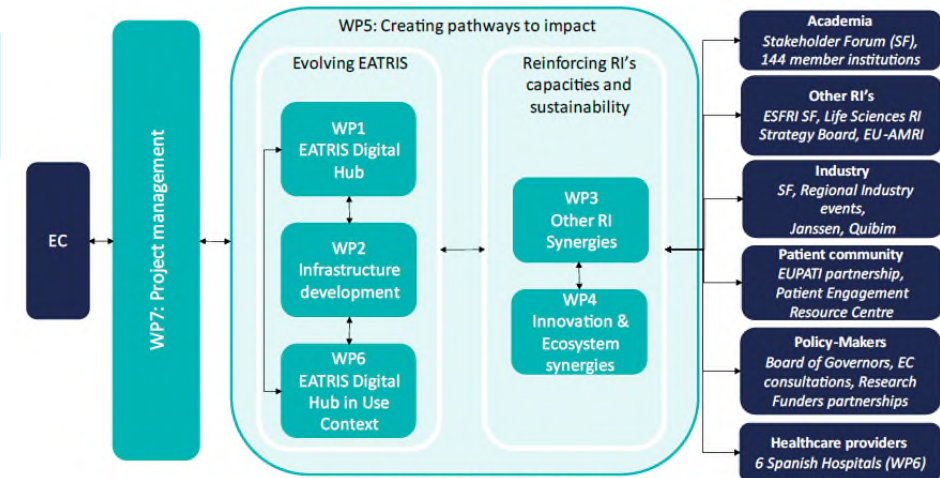 WP5: Creating pathways to impact
EC
WP7: Project management
Evolving EATRIS
WP1
EATRIS Digital
Hub
WP2
Infrastructure
development
WP6
EATRIS Digital
Hub in Use
Context
Reinforcing RI's
capacities and
sustainability
WP3
Other RI
Synergies
WP4
Innovation &
Ecosystem
synergies
Academia
Stakeholder Forum (SF),
144 member institutions
Other RI's
ESFRI SF, Life Sciences RI
Strategy Board, EU-AMRI
Industry
SF, Regional Industry
events,
Janssen, Quibim
Patient community
EUPATI partnership,
Patient Engagement
Resource Centre
Policy-Makers
Board of Governors, EC
consultations, Research
Funders partnerships
Healthcare providers
6 Spanish Hospitals (WP6)